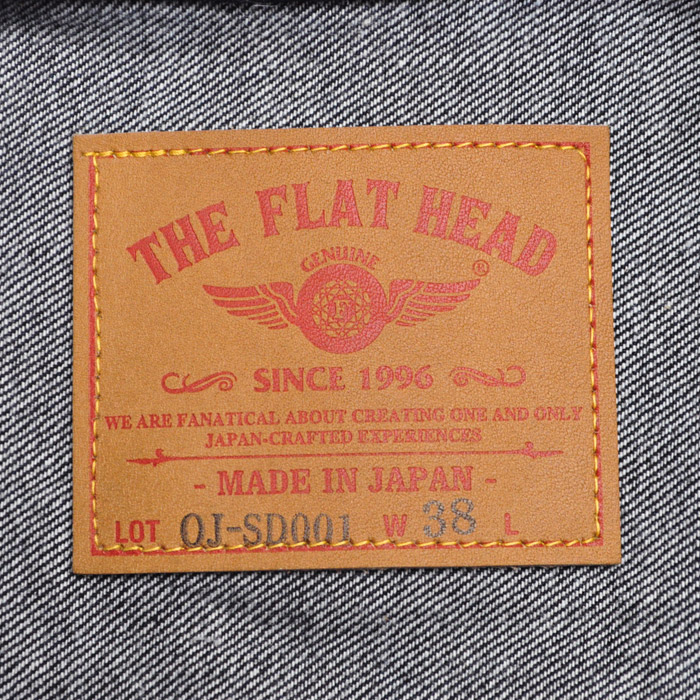 THE FLAT HEAD
GENUINE
®
F
SINCE 1996
WE ARE FANATICAL ABOUT CREATING ONE AND ONLY
JAPAN-CRAFTED EXPERIENCES
- MADE IN JAPAN -
LOT OJ-SD001 W 38 L